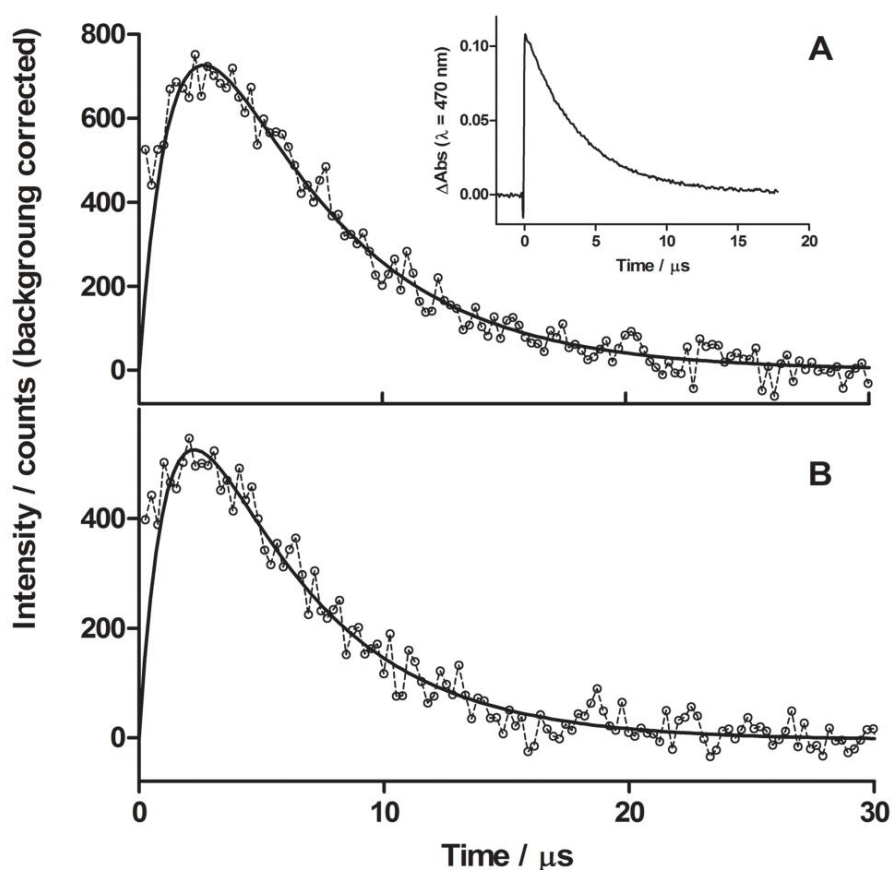 Intensity / counts (backgroung corrected)
800
600
400
200
0
A
ΔAbs (λ = 470 nm)
0.10
0.05
0.00
0 5 10 15 20
Time / μs
B
400
200
0
0 10 20 30
Time / μs